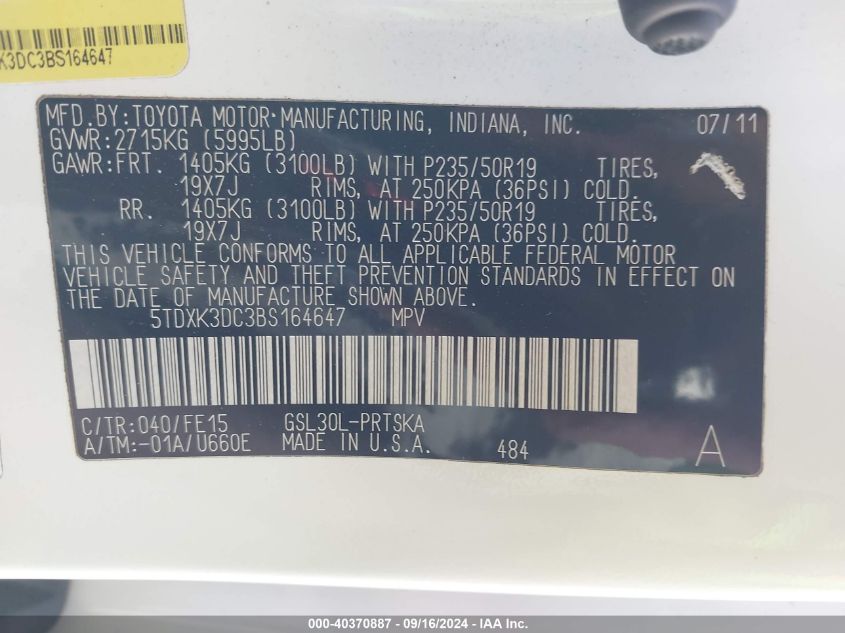 K3DC3BS164647
MFD.BY:TOYOTA MOTOR MANUFACTURING, INDIANA, INC. 07/11
GVWR:2715KG (5995LB)
GAWR:FRT. 1405KG (3100LB) WITH P235/50R19 TIRES,
19X7J RIMS, AT 250KPA (36PSI) COLD.
RR. 1405KG (3100LB) WITH P235/50R19 TIRES,
19X7J RIMS, AT 250KPA (36PSI) COLD.
THIS VEHICLE CONFORMS TO ALL APPLICABLE FEDERAL MOTOR
VEHICLE SAFETY AND THEFT PREVENTION STANDARDS IN EFFECT ON
THE DATE OF MANUFACTURE SHOWN ABOVE.
5TDXK3DC3BS164647 MPV
C/TR:040/FE15 GSL30L-PRTSKA
A/TM:-01A/U660E MADE IN U.S.A. 484 A
000-40370887 - 09/16/2024 - IAA Inc.